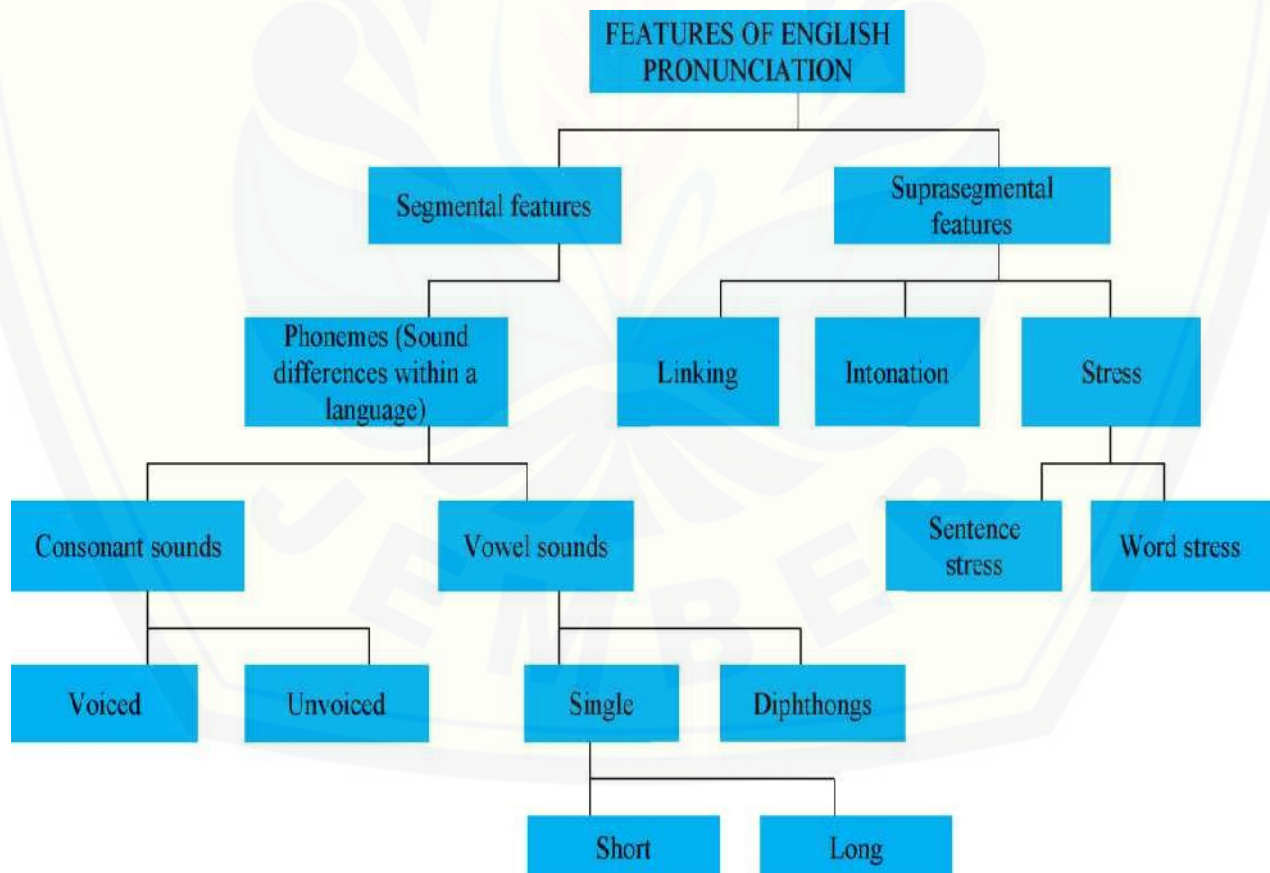 FEATURES OF ENGLISH
PRONUNCIATION
Segmental features
Suprasegmental
features
Phonemes (Sound
differences within a
language)
Linking
Intonation
Stress
Consonant sounds
Vowel sounds
Sentence
stress
Word stress
Voiced
Unvoiced
Single
Diphthongs
Short
Long
JEMBER